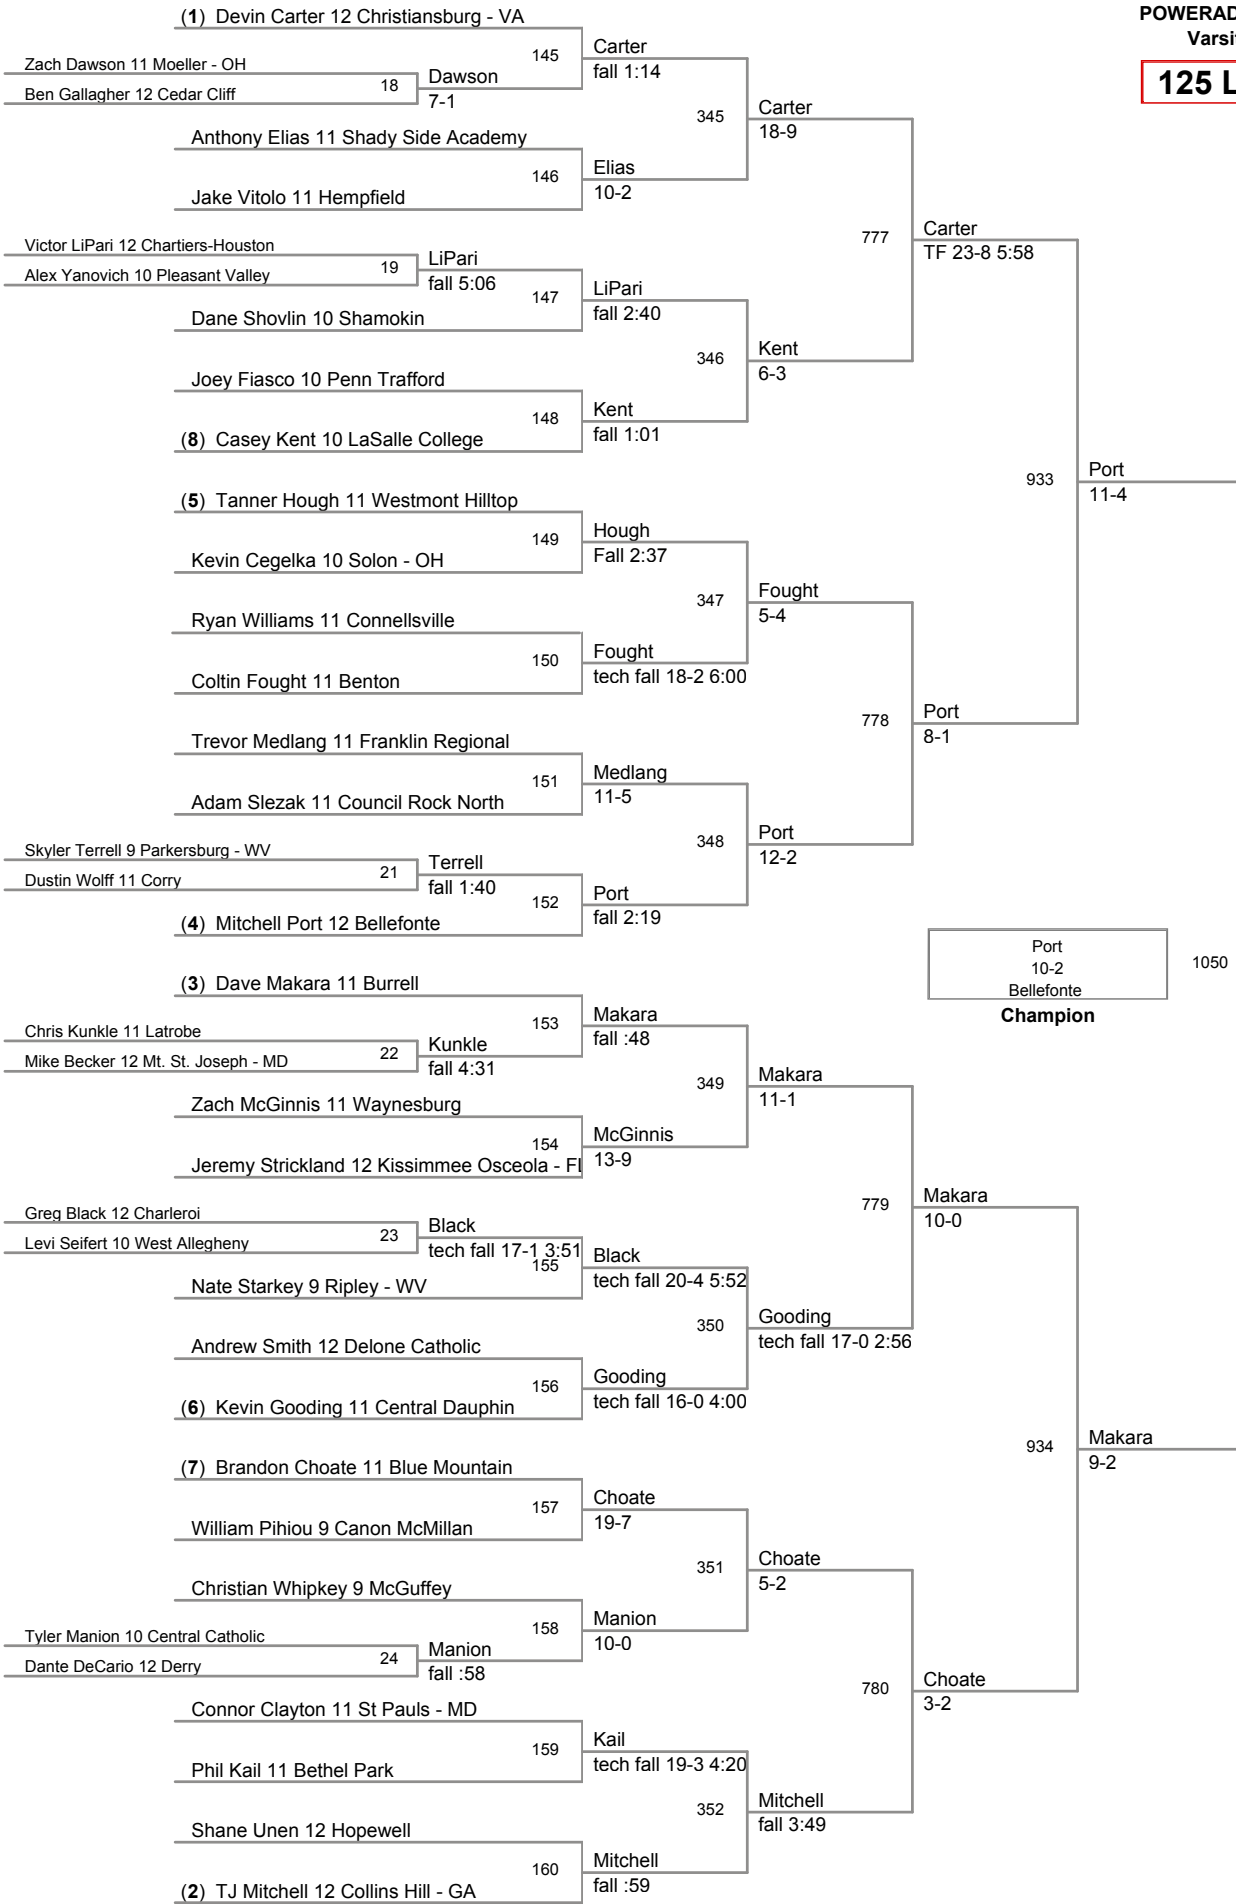 (1) Devin Carter 12 Christiansburg - VA
POWERAD
Varsit
125 L
145
Carter
fall 1:14
Zach Dawson 11 Moeller - OH
18
Dawson
7-1
Ben Gallagher 12 Cedar Cliff
345
Carter
18-9
Anthony Elias 11 Shady Side Academy
146
Elias
10-2
Jake Vitolo 11 Hempfield
777
Carter
TF 23-8 5:58
Victor LiPari 12 Chartiers-Houston
19
LiPari
fall 5:06
Alex Yanovich 10 Pleasant Valley
147
LiPari
fall 2:40
Dane Shovlin 10 Shamokin
346
Kent
6-3
Joey Fiasco 10 Penn Trafford
148
Kent
fall 1:01
(8) Casey Kent 10 LaSalle College
933
Port
11-4
(5) Tanner Hough 11 Westmont Hilltop
149
Hough
Fall 2:37
Kevin Cegelka 10 Solon - OH
347
Fought
5-4
Ryan Williams 11 Connellsville
150
Fought
tech fall 18-2 6:00
Coltin Fought 11 Benton
778
Port
8-1
Trevor Medlang 11 Franklin Regional
151
Medlang
11-5
Adam Slezak 11 Council Rock North
348
Port
12-2
Skyler Terrell 9 Parkersburg - WV
21
Terrell
fall 1:40
Dustin Wolff 11 Corry
152
Port
fall 2:19
(4) Mitchell Port 12 Bellefonte
Port
10-2
Bellefonte
1050
Champion
(3) Dave Makara 11 Burrell
153
Makara
fall :48
Chris Kunkle 11 Latrobe
22
Kunkle
fall 4:31
Mike Becker 12 Mt. St. Joseph - MD
349
Makara
11-1
Zach McGinnis 11 Waynesburg
154
McGinnis
13-9
Jeremy Strickland 12 Kissimmee Osceola - FL
779
Makara
10-0
Greg Black 12 Charleroi
23
Black
tech fall 17-1 3:51
Levi Seifert 10 West Allegheny
155
Black
tech fall 20-4 5:52
Nate Starkey 9 Ripley - WV
350
Gooding
tech fall 17-0 2:56
Andrew Smith 12 Delone Catholic
156
Gooding
tech fall 16-0 4:00
(6) Kevin Gooding 11 Central Dauphin
934
Makara
9-2
(7) Brandon Choate 11 Blue Mountain
157
Choate
19-7
William Pihiou 9 Canon McMillan
351
Choate
5-2
Christian Whipkey 9 McGuffey
158
Manion
10-0
Tyler Manion 10 Central Catholic
24
Manion
fall :58
Dante DeCario 12 Derry
780
Choate
3-2
Connor Clayton 11 St Pauls - MD
159
Kail
tech fall 19-3 4:20
Phil Kail 11 Bethel Park
352
Mitchell
fall 3:49
Shane Unen 12 Hopewell
160
Mitchell
fall :59
(2) TJ Mitchell 12 Collins Hill - GA